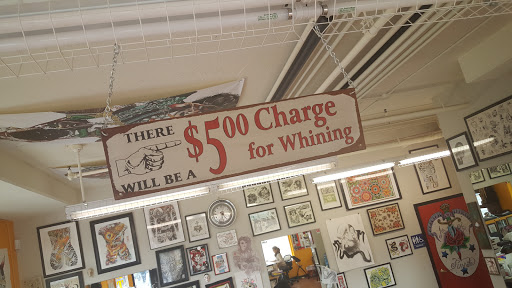 THERE
WILL BE A
$5.00 Charge
for Whining